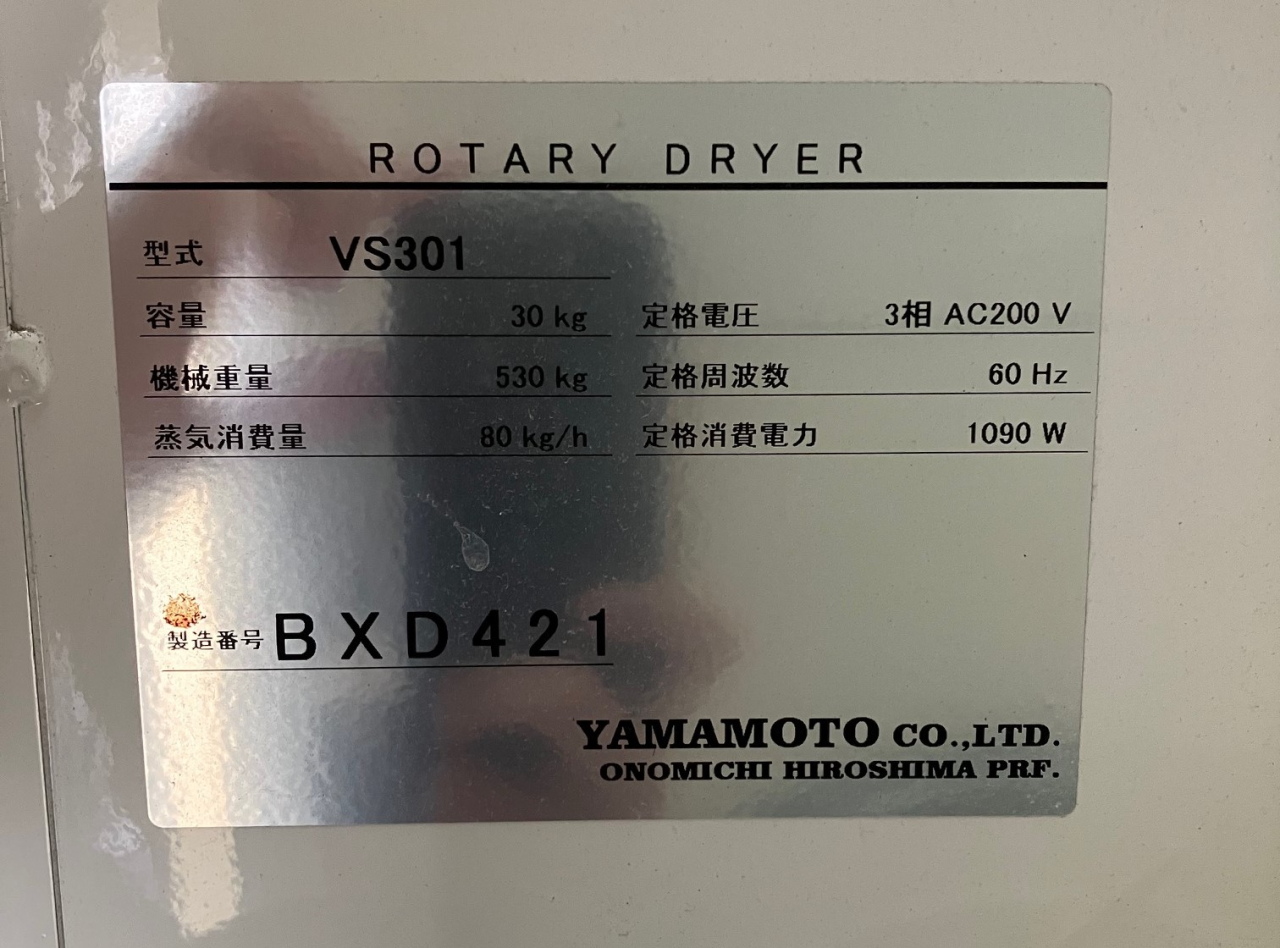 ROTARY DRYER
型式 VS301
容量 30 kg 定格電圧 3相 AC200 V
機械重量 530 kg 定格周波数 60 Hz
蒸気消費量 80 kg/h 定格消費電力 1090 W
製造番号 BXD421
YAMAMOTO CO.,LTD.
ONOMICHI HIROSHIMA PRF.